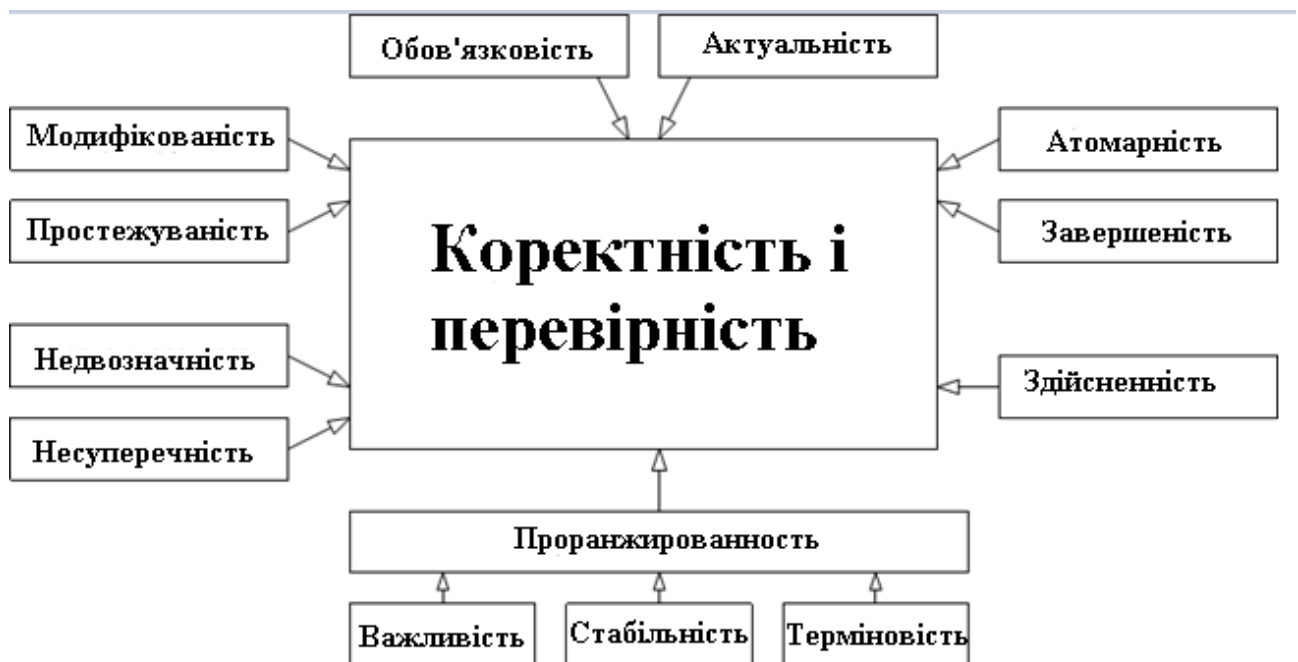 Обов'язковість
Актуальність
Модифікованість
Атомарність
Простежуваність
Завершеність
Коректність і
перевірність
Недвозначність
Здійсненність
Несуперечність
Проранжированность
Важливість
Стабільність
Терміновість